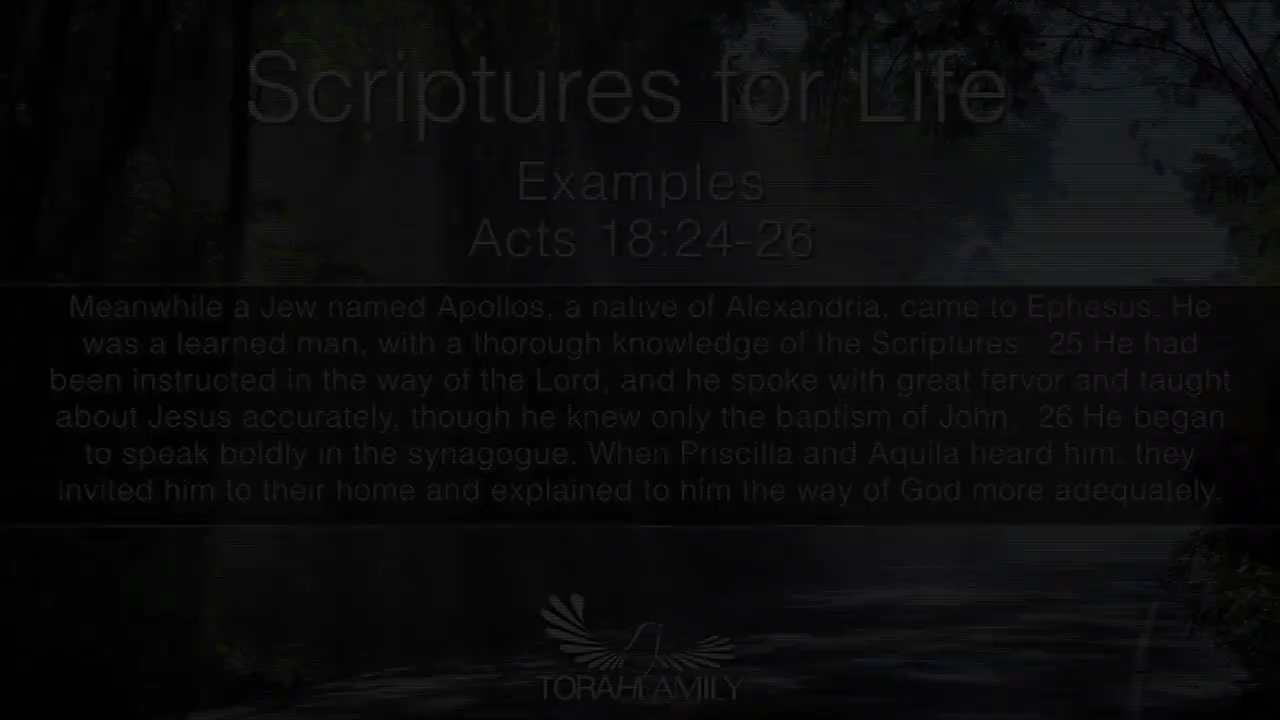 Scriptures for Life
Examples
Acts 18:24-26
Meanwhile a Jew named Apollos, a native of Alexandria, came to Ephesus. He
was a learned man, with a thorough knowledge of the Scriptures.  25 He had
been instructed in the way of the Lord, and he spoke with great fervor and taught
about Jesus accurately, though he knew only the baptism of John.  26 He began
to speak boldly in the synagogue. When Priscilla and Aquila heard him, they
invited him to their home and explained to him the way of God more adequately.
TORAHFAMILY